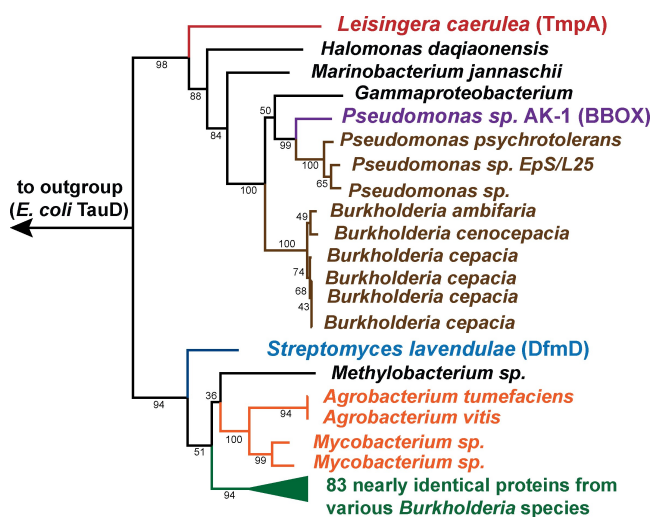 Leisingera caerulea (TmpA)
98
Halomonas daqiaonensis
88
Marinobacterium jannaschii
84
Gammaproteobacterium
50
Pseudomonas sp. AK-1 (BBOX)
99
Pseudomonas psychrotolerans
100
Pseudomonas sp. EpS/L25
65
Pseudomonas sp.
100
to outgroup
(E. coli TauD)
Burkholderia ambifaria
49
Burkholderia cenocepacia
100
Burkholderia cepacia
74
Burkholderia cepacia
68
Burkholderia cepacia
43
Burkholderia cepacia
Streptomyces lavendulae (DfmD)
94
Methylobacterium sp.
36
Agrobacterium tumefaciens
94
Agrobacterium vitis
100
Mycobacterium sp.
51
99
Mycobacterium sp.
94
83 nearly identical proteins from
various Burkholderia species